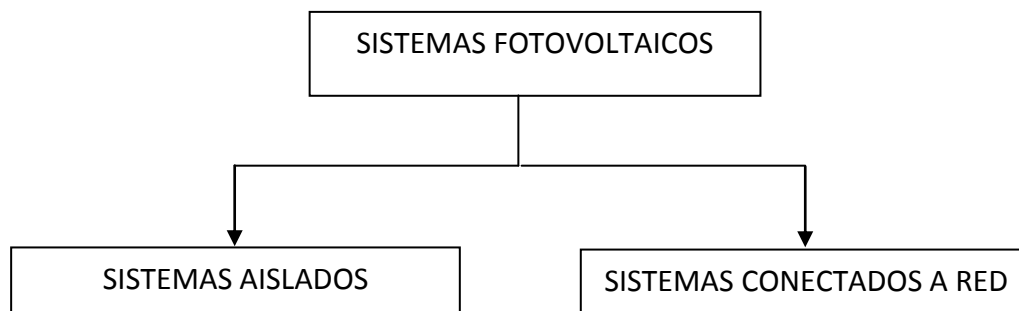 SISTEMAS FOTOVOLTAICOS
SISTEMAS AISLADOS
SISTEMAS CONECTADOS A RED